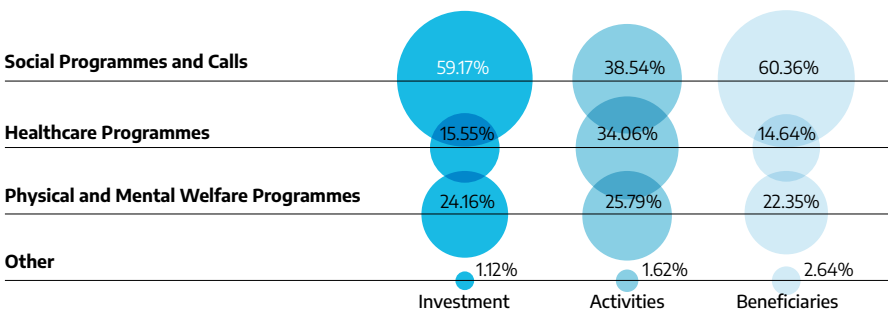 Social Programmes and Calls 59.17% 38.54% 60.36%
Healthcare Programmes 15.55% 34.06% 14.64%
Physical and Mental Welfare Programmes 24.16% 25.79% 22.35%
Other 1.12% 1.62% 2.64%
Investment Activities Beneficiaries